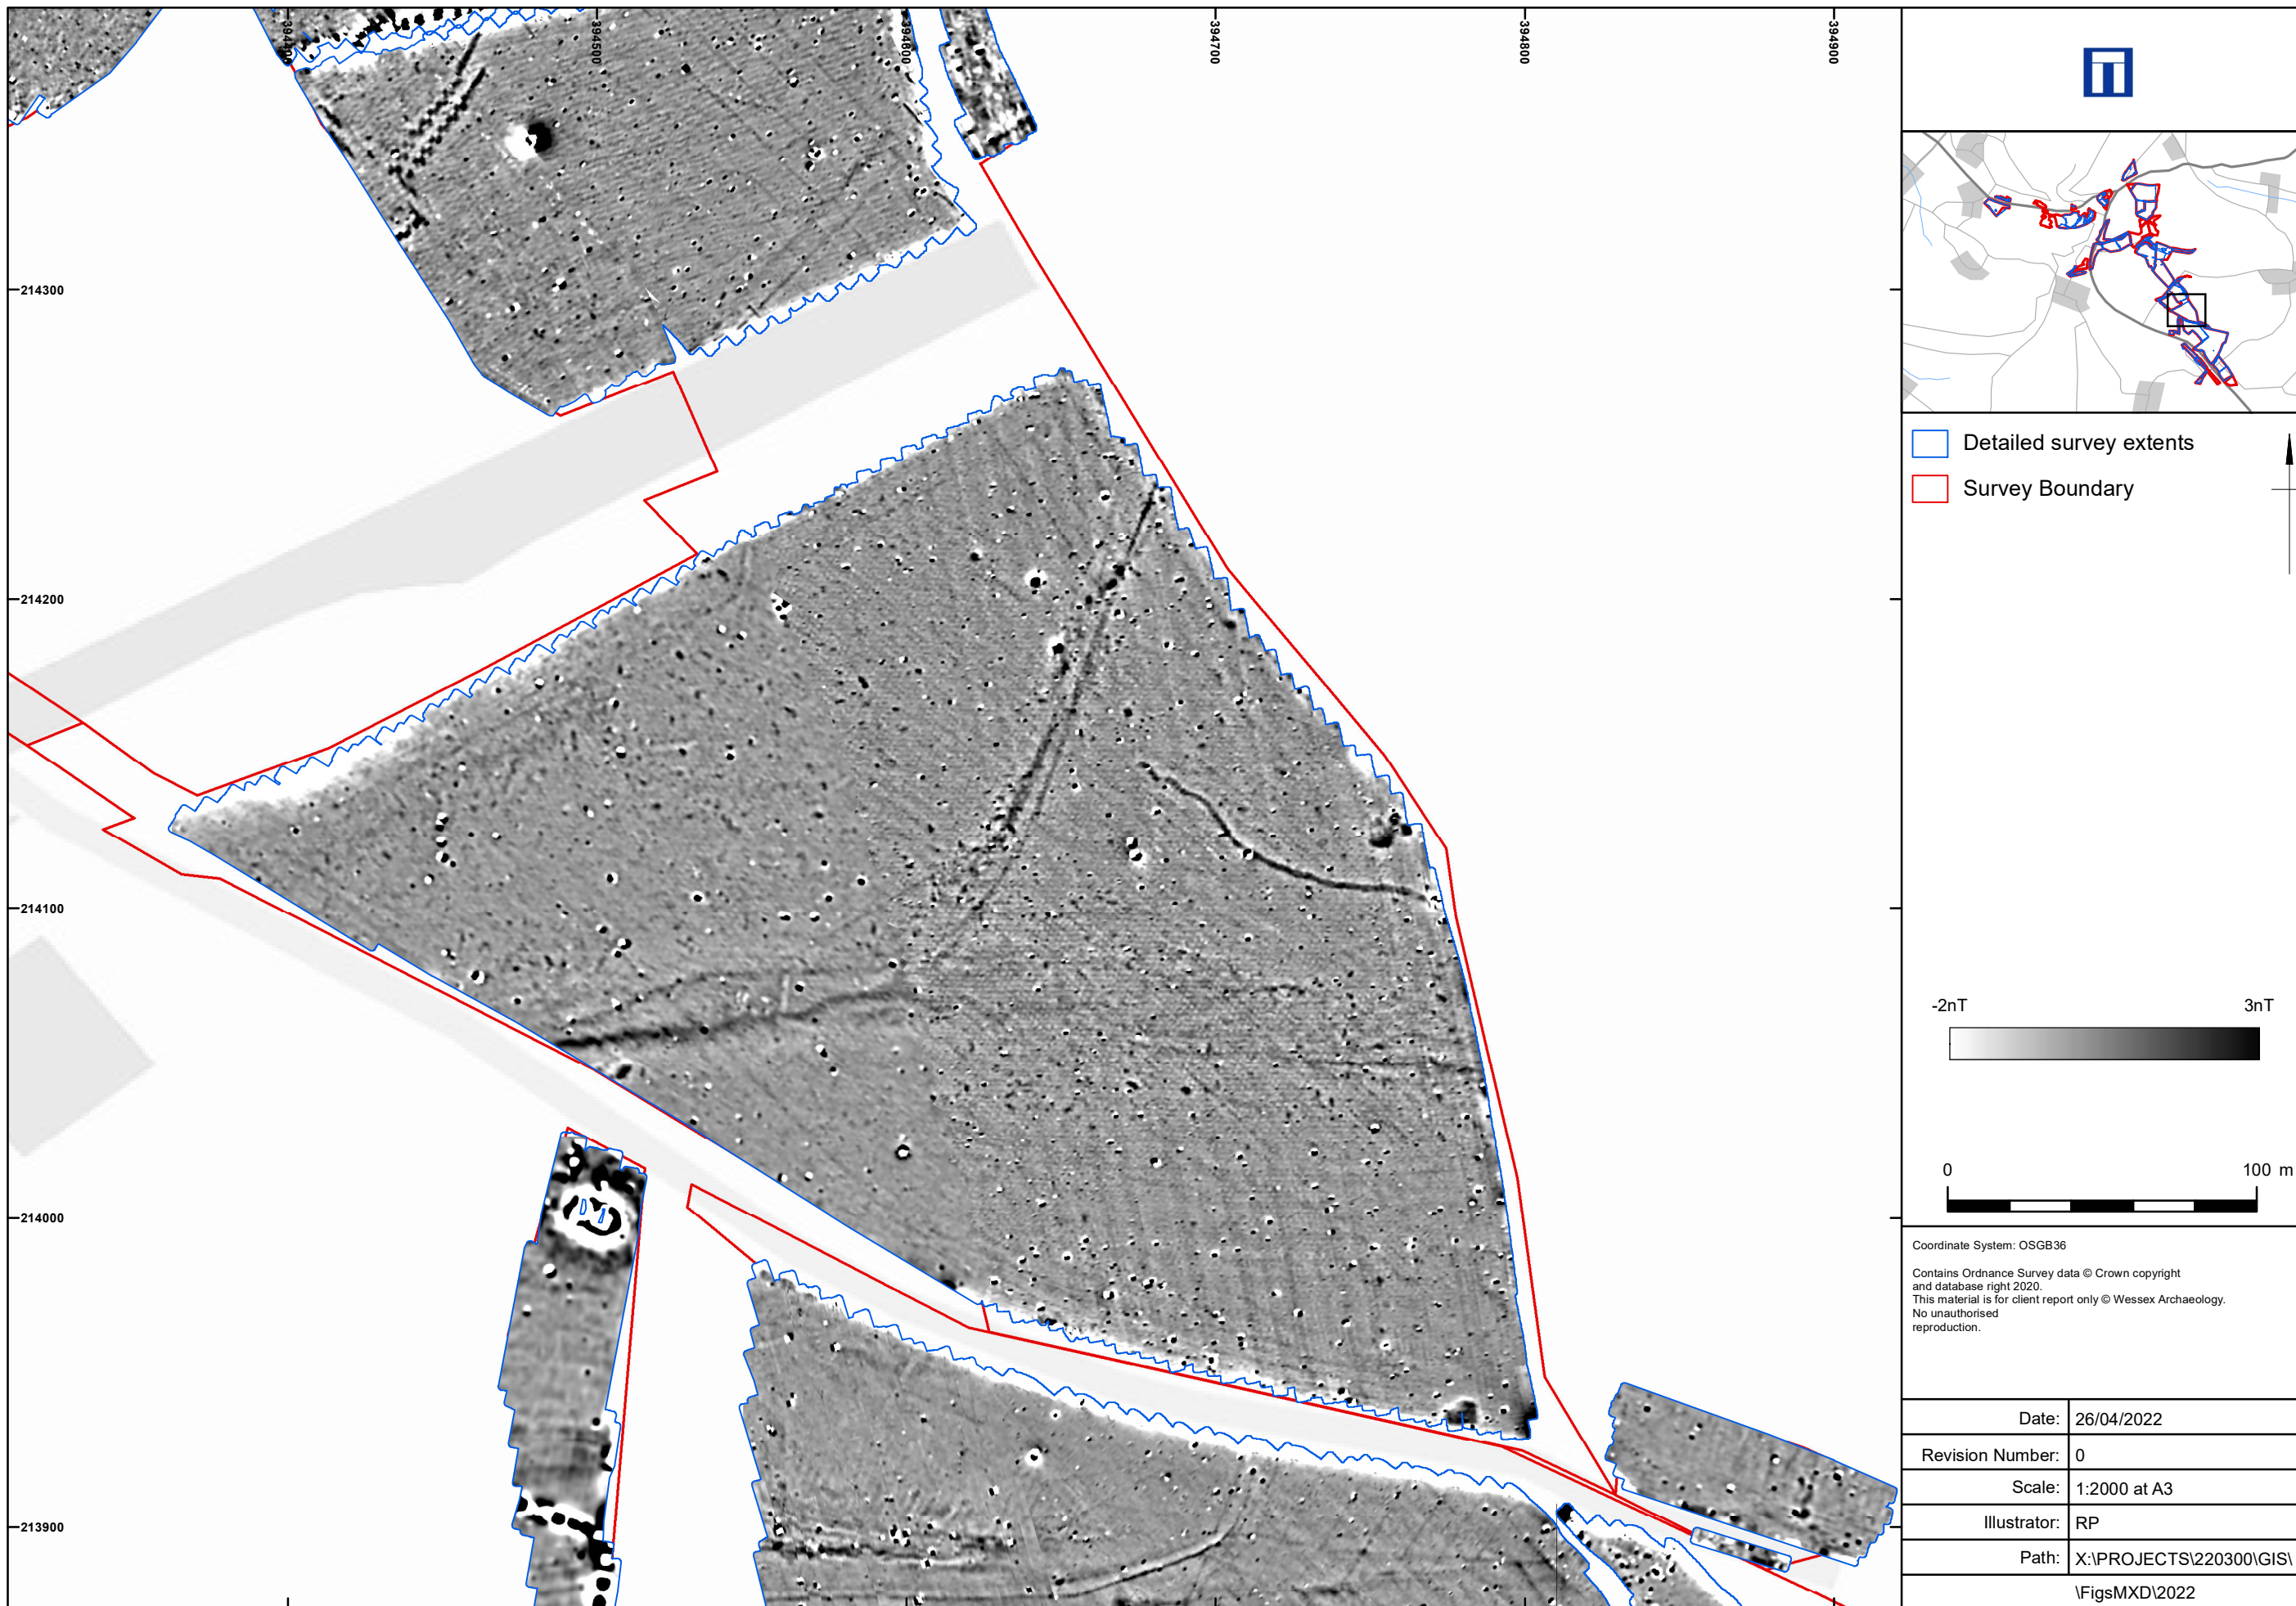 394400
394500
394600
394700
394800
394900
214300
214200
214100
214000
213900
Detailed survey extents
Survey Boundary
-2nT 3nT
0 100 m
Coordinate System: OSGB36
Contains Ordnance Survey data © Crown copyright
and database right 2020.
This material is for client report only © Wessex Archaeology.
No unauthorised
reproduction.
Date: 26/04/2022
Revision Number: 0
Scale: 1:2000 at A3
Illustrator: RP
Path: X:\PROJECTS\220300\GIS\
\FigsMXD\2022